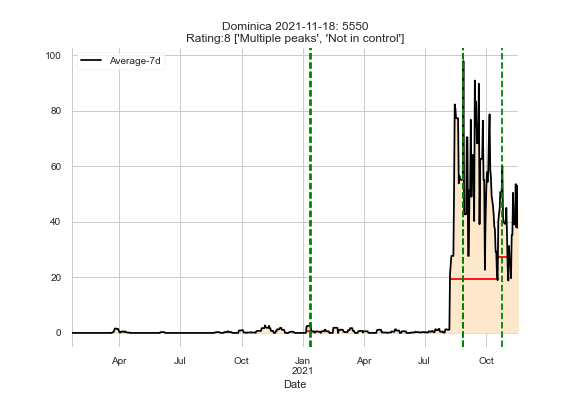 Dominica 2021-11-18: 5550
Rating:8 ['Multiple peaks', 'Not in control']
Average-7d
100
80
60
40
20
0
Apr
Jul
Oct
Jan
2021
Apr
Jul
Oct
Date